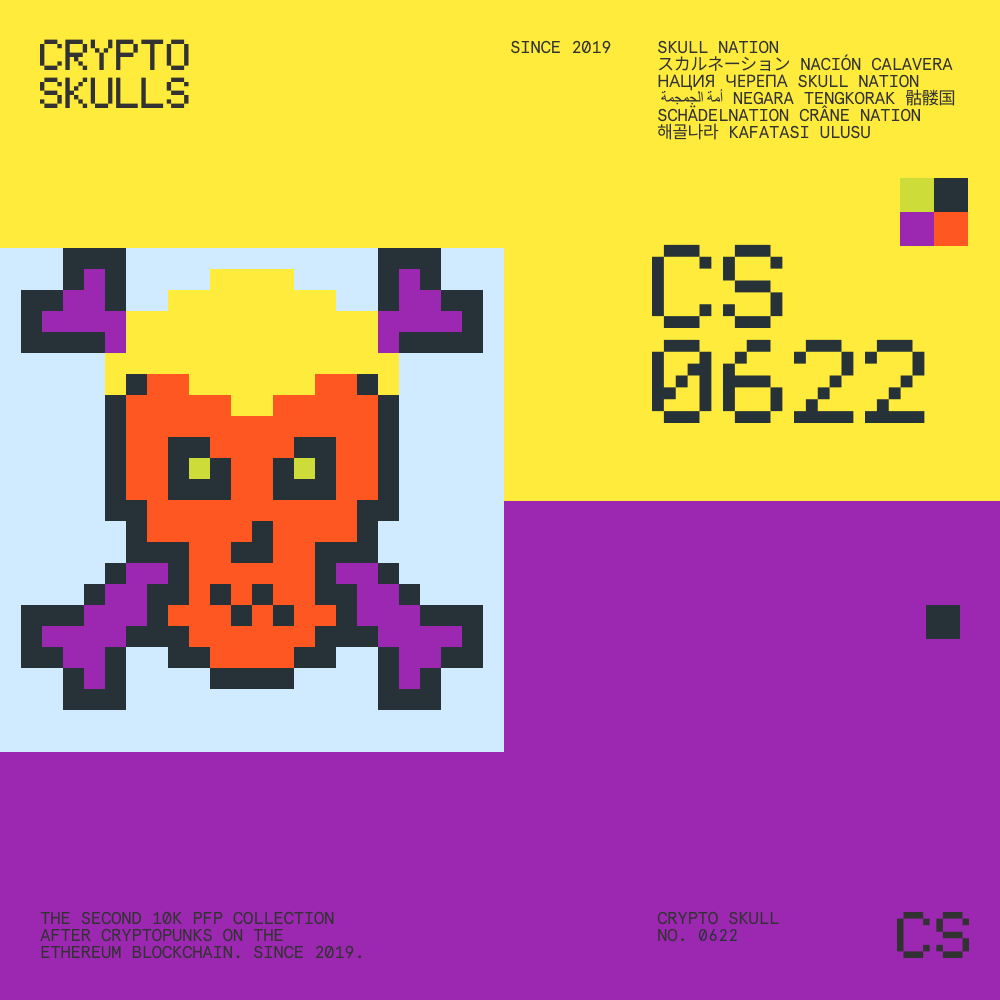 CRYPTO
SKULLS
SINCE 2019
SKULL NATION
スカルネーション NACIÓN CALAVERA
НАЦИЯ ЧЕРЕПА SKULL NATION
أمة الجمجمة NEGARA TENGKORAK 骷髅国
SCHÄDELNATION CRÂNE NATION
해골나라 KAFATASI ULUSU
CS
0622
THE SECOND 10K PFP COLLECTION
AFTER CRYPTOPUNKS ON THE
ETHEREUM BLOCKCHAIN. SINCE 2019.
CRYPTO SKULL
NO. 0622
CS